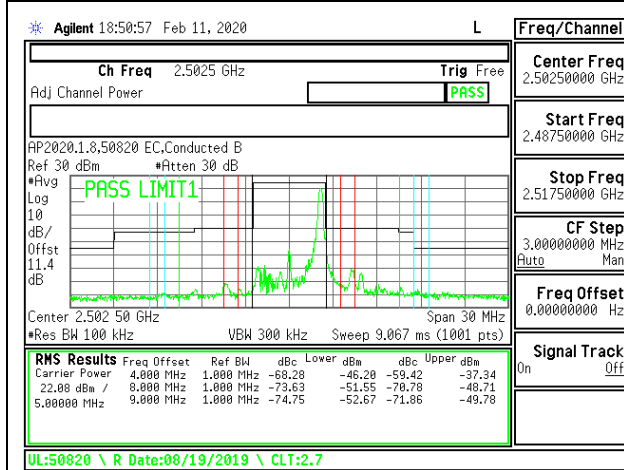 Agilent 18:50:57 Feb 11, 2020 L
Freq/Channel
Ch Freq 2.5025 GHz Trig Free
Adj Channel Power PASS
AP2020.1.8,50820 EC,Conducted B
Ref 30 dBm #Atten 30 dB
#Avg
Log
10
dB/
Offst
11.4
dB
PASS LIMIT1
Center 2.502 50 GHz Span 30 MHz
#Res BW 100 kHz VBW 300 kHz Sweep 9.067 ms (1001 pts)
RMS Results Freq Offset Ref BW dBc Lower dBm dBc Upper dBm
Carrier Power 4.000 MHz 1.000 MHz -68.28 -46.20 -59.42 -37.34
22.08 dBm / 8.000 MHz 1.000 MHz -73.63 -51.55 -70.78 -48.71
5.00000 MHz 9.000 MHz 1.000 MHz -74.75 -52.67 -71.86 -49.78
UL:50820 \ R Date:08/19/2019 \ CLT:2.7
Center Freq
2.50250000 GHz
Start Freq
2.48750000 GHz
Stop Freq
2.51750000 GHz
CF Step
3.00000000 MHz
Auto Man
Freq Offset
0.00000000 Hz
Signal Track
On Off